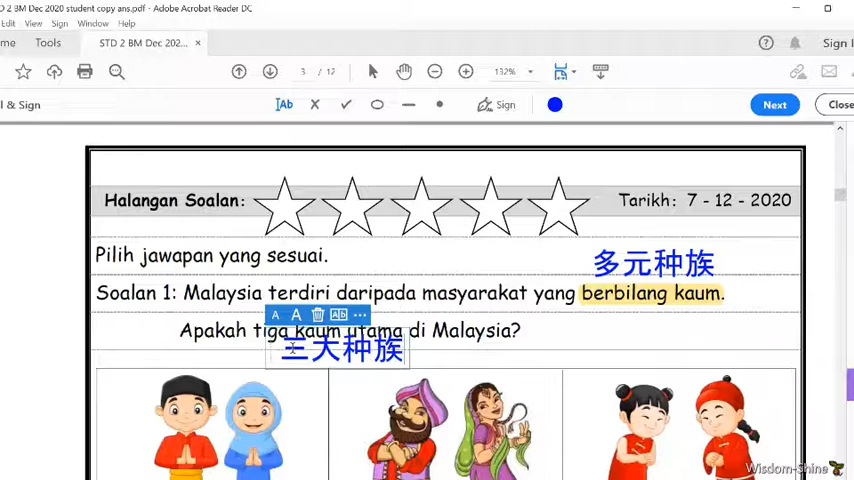 TD 2 BM Dec 2020 student copy ans.pdf - Adobe Acrobat Reader DC
Edit View Sign Window Help
me Tools STD 2 BM Dec 202... × Sign I
3 / 12 132%
l & Sign Ab Sign Next Close
Halangan Soalan: Tarikh: 7 - 12 - 2020
Pilih jawapan yang sesuai.
多元种族
Soalan 1: Malaysia terdiri daripada masyarakat yang berbilang kaum.
A A Ab ...
Apakah tiga kaum utama di Malaysia?
三大种族
Wisdom-Shine